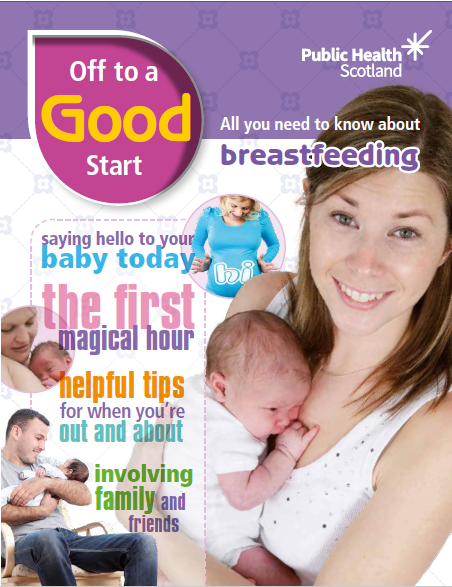 Off to a
Good
Start
Public Health
Scotland
All you need to know about
breastfeeding
saying hello to your
baby today
hi
the first
magical hour
helpful tips
for when you're
out and about
involving
family and
friends